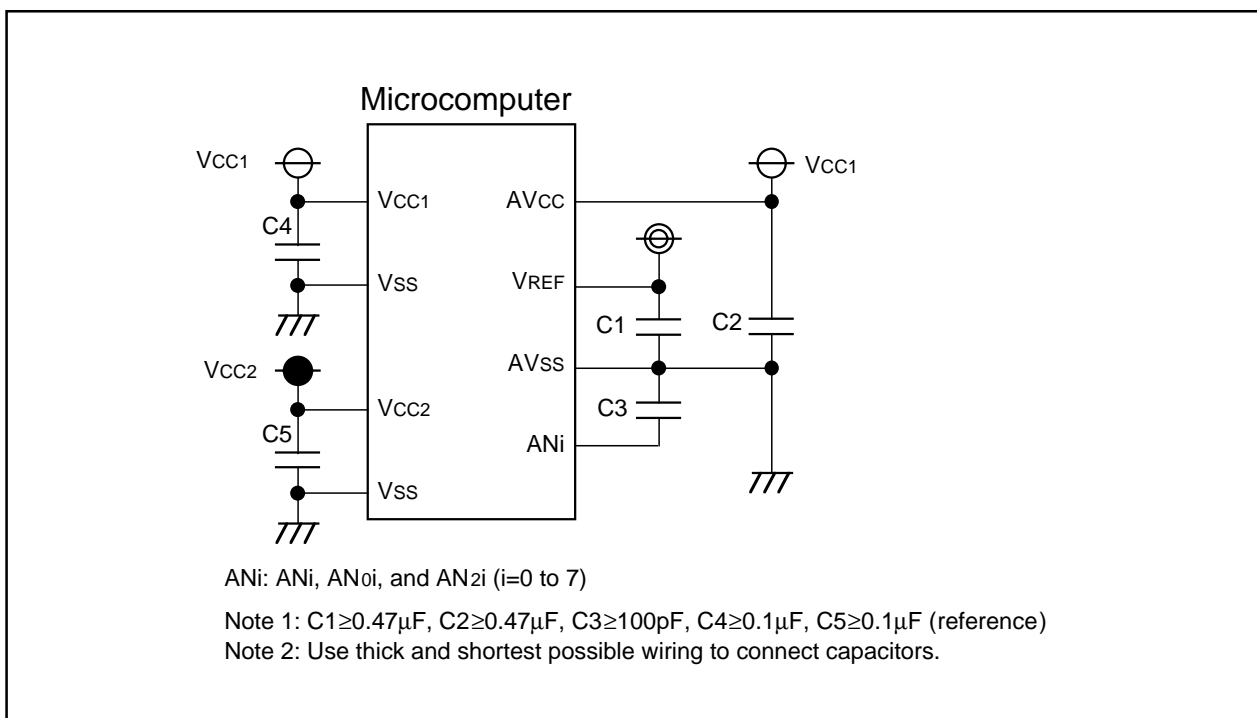 Microcomputer
VCC1
VCC1
VCC1
AVCC
C4
VSS
VREF
C1
C2
VCC2
AVSS
VCC2
C3
C5
ANi
VSS
ANi: ANi, AN0i, and AN2i (i=0 to 7)
Note 1: C1≥0.47μF, C2≥0.47μF, C3≥100pF, C4≥0.1μF, C5≥0.1μF (reference)
Note 2: Use thick and shortest possible wiring to connect capacitors.